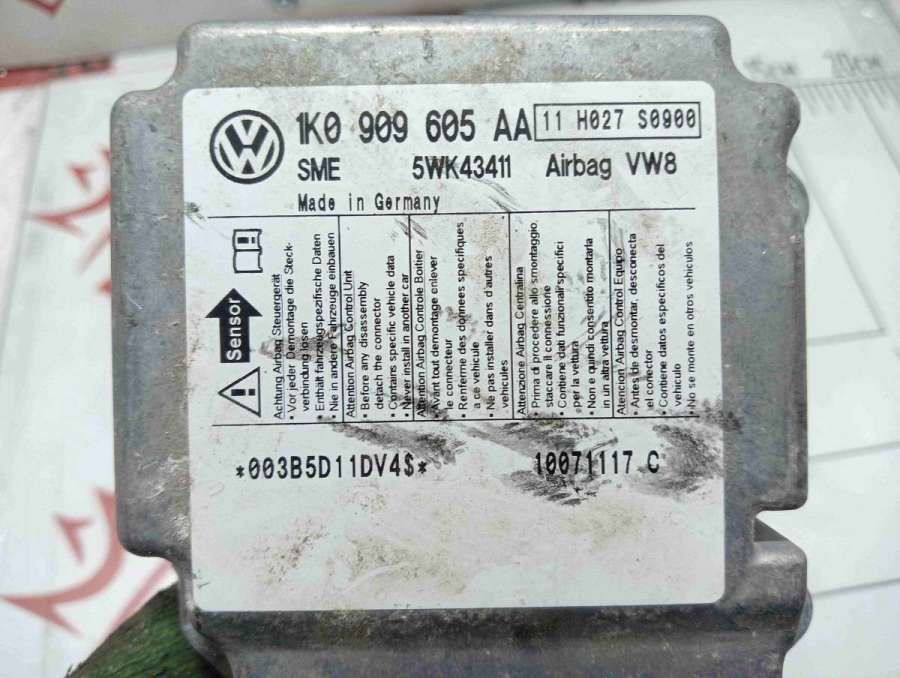 15см 20см
1K0 909 605 AA 11 H027 S0900
SME 5WK43411 Airbag VW8
Made in Germany
Sensor
Achtung Airbag Steuergerät
• Vor jeder Demontage die Steck-
verbindung lösen
• Enthält fahrzeugspezifische Daten
• Nie in andere Fahrzeuge einbauen
Attention Airbag Control Unit
• Before any disassembly
detach the connector
• Contains specific vehicle data
• Never install in another car
Attention Airbag Controle Boitier
• Avant tout demontage enlever
le connecteur
• Renferme des donnees specifiques
a ce vehicule
• Ne pas installer dans d'autres
vehicules
Attenzione Airbag Centralina
• Prima di procedere allo smontaggio,
staccare il connessione
• Contiene dati funzionali specifici
per la vettura
• Non e quindi consentito montarla
in un altra vettura
Atencion Airbag Control Equipo
• Antes de desmontar, desconecta
el conector
• Contiene datos especificos del
vehiculo
• No se monte en otros vehiculos
*003B5D11DV4$* 10071117 C